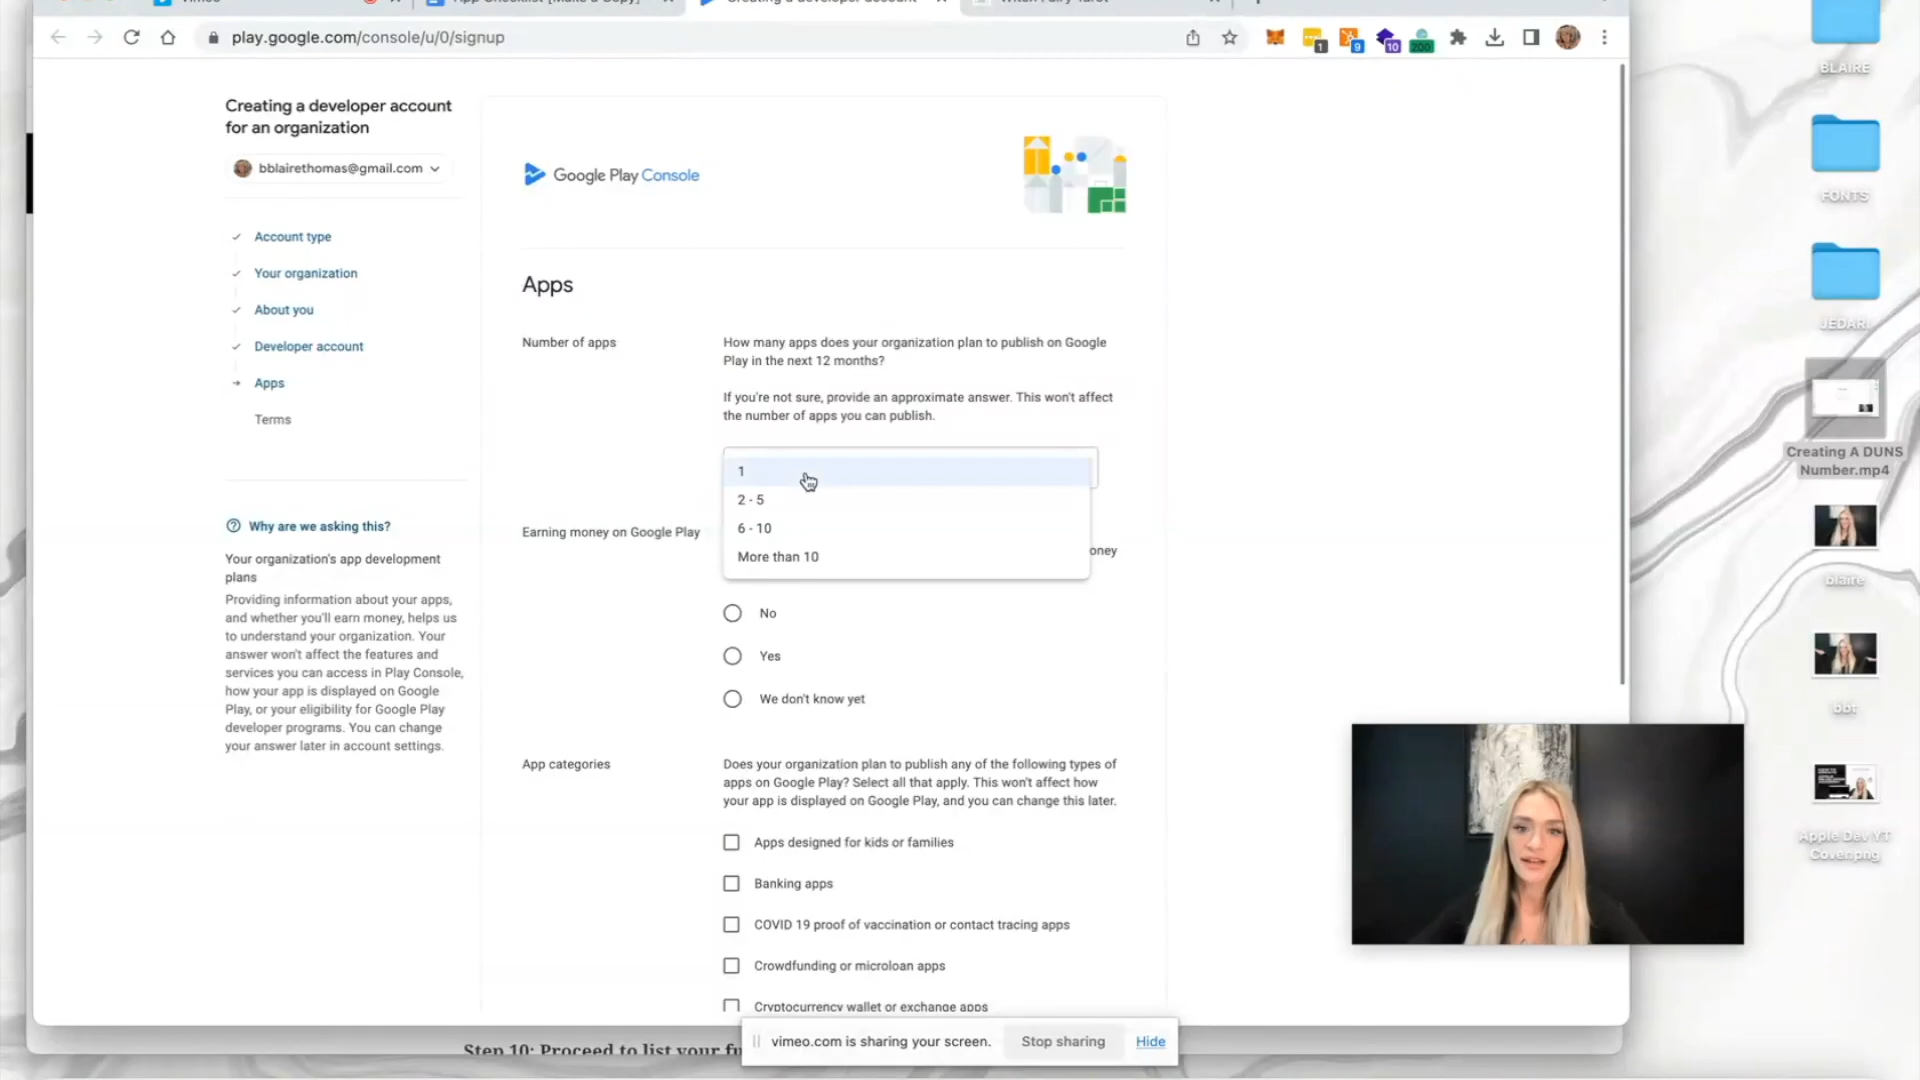 play.google.com/console/u/0/signup
1
9
10
200
BLAIRE
FONTS
JEDARI
Creating A DUNS
Number.mp4
blaire
bbt
Apple Dev YT
Cover.png
Creating a developer account
for an organization
bblairethomas@gmail.com
Account type
Your organization
About you
Developer account
Apps
Terms
Why are we asking this?
Your organization's app development
plans
Providing information about your apps,
and whether you'll earn money, helps us
to understand your organization. Your
answer won't affect the features and
services you can access in Play Console,
how your app is displayed on Google
Play, or your eligibility for Google Play
developer programs. You can change
your answer later in account settings.
Google Play Console
Apps
Number of apps
How many apps does your organization plan to publish on Google
Play in the next 12 months?
If you're not sure, provide an approximate answer. This won't affect
the number of apps you can publish.
1
2 - 5
6 - 10
More than 10
Earning money on Google Play
oney
No
Yes
We don't know yet
App categories
Does your organization plan to publish any of the following types of
apps on Google Play? Select all that apply. This won't affect how
your app is displayed on Google Play, and you can change this later.
Apps designed for kids or families
Banking apps
COVID 19 proof of vaccination or contact tracing apps
Crowdfunding or microloan apps
Cryptocurrency wallet or exchange apps
Step 10: Proceed to list your fu
vimeo.com is sharing your screen.
Stop sharing
Hide